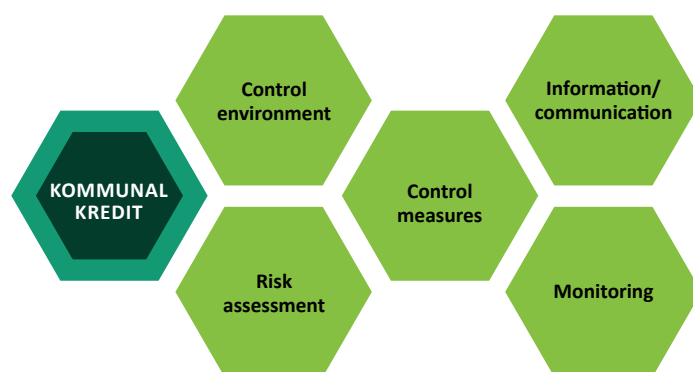 KOMMUNAL
KREDIT
Control
environment
Risk
assessment
Control
measures
Information/
communication
Monitoring